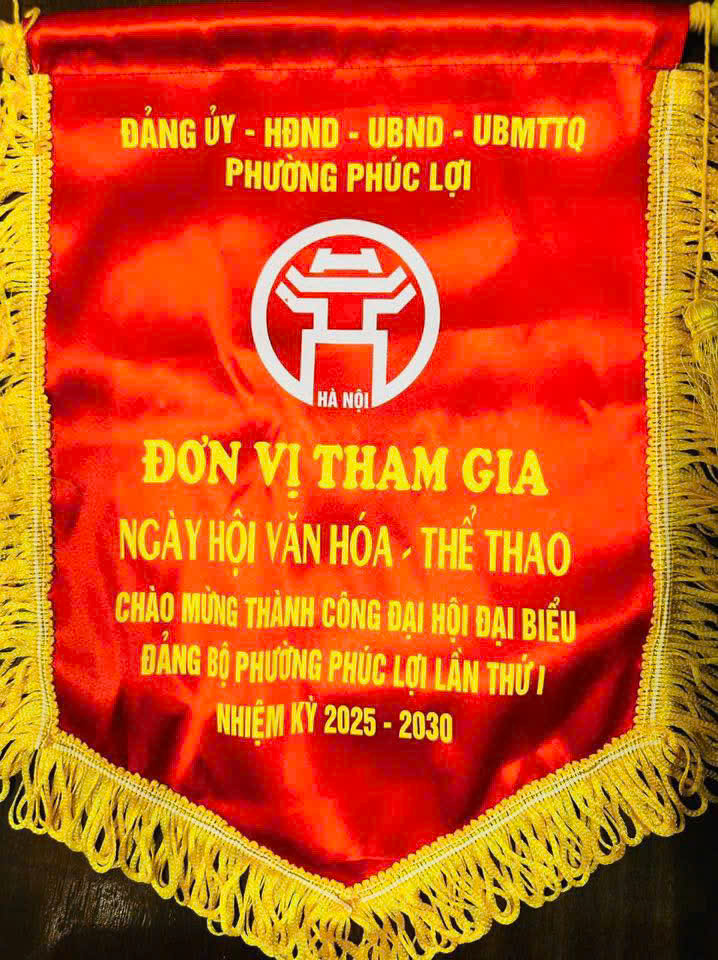 ĐẢNG ỦY - HĐND - UBND - UBMTTQ
PHƯỜNG PHÚC LỢI
HÀ NỘI
ĐƠN VỊ THAM GIA
NGÀY HỘI VĂN HÓA - THỂ THAO
CHÀO MỪNG THÀNH CÔNG ĐẠI HỘI ĐẠI BIỂU
ĐẢNG BỘ PHƯỜNG PHÚC LỢI LẦN THỨ I
NHIỆM KỲ 2025 - 2030